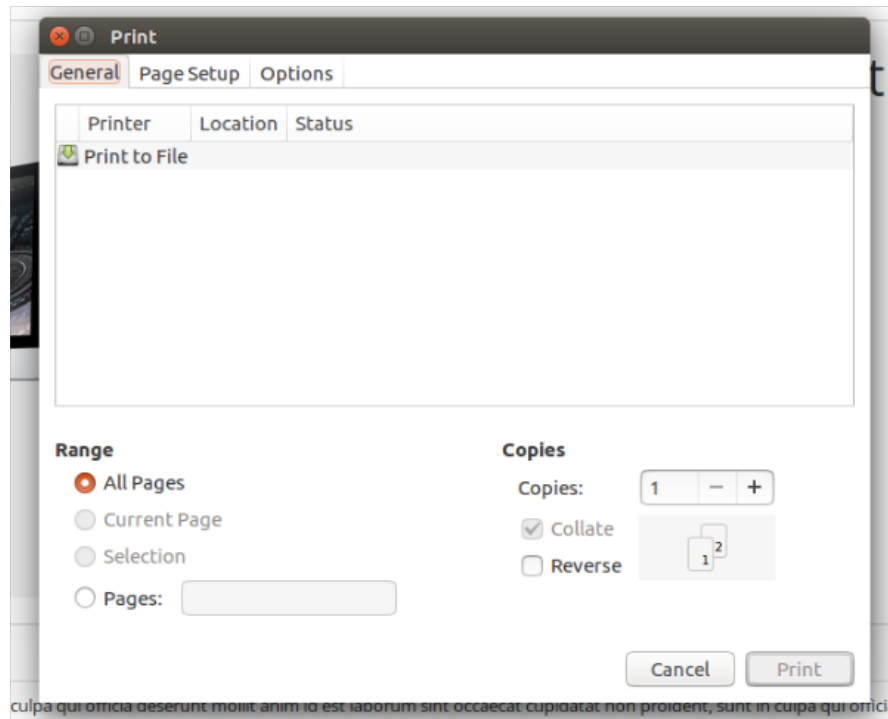 Print
General Page Setup Options
t
Printer Location Status
Print to File
Range
All Pages
Current Page
Selection
Pages:
Copies
Copies: 1 − +
Collate
Reverse
1 2
Cancel Print
culpa qui officia deserunt mollit anim id est laborum sint occaecat cupidatat non proident, sunt in culpa qui offici